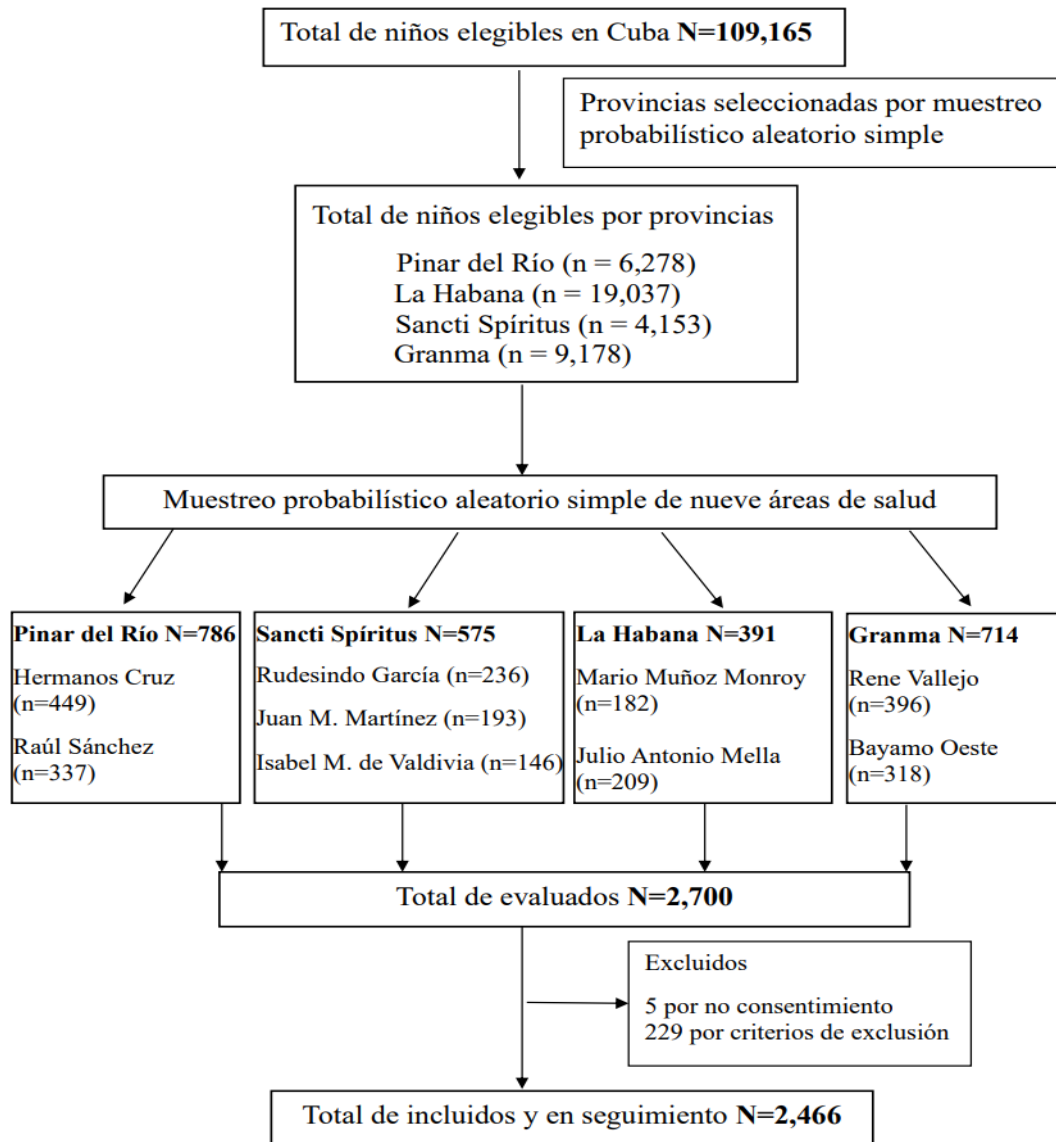 Total de niños elegibles en Cuba N=109,165
Provincias seleccionadas por muestreo
probabilístico aleatorio simple
Total de niños elegibles por provincias
Pinar del Río (n = 6,278)
La Habana (n = 19,037)
Sancti Spíritus (n = 4,153)
Granma (n = 9,178)
Muestreo probabilístico aleatorio simple de nueve áreas de salud
Pinar del Río N=786
Hermanos Cruz
(n=449)
Raúl Sánchez
(n=337)
Sancti Spíritus N=575
Rudesindo García (n=236)
Juan M. Martínez (n=193)
Isabel M. de Valdivia (n=146)
La Habana N=391
Mario Muñoz Monroy
(n=182)
Julio Antonio Mella
(n=209)
Granma N=714
Rene Vallejo
(n=396)
Bayamo Oeste
(n=318)
Total de evaluados N=2,700
Excluidos
5 por no consentimiento
229 por criterios de exclusión
Total de incluidos y en seguimiento N=2,466